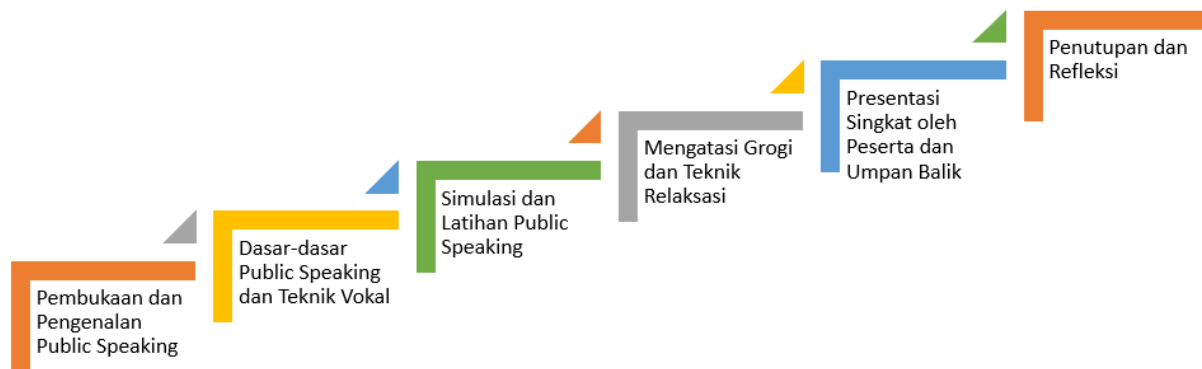 Pembukaan dan
Pengenalan
Public Speaking
Dasar-dasar
Public Speaking
dan Teknik Vokal
Simulasi dan
Latihan Public
Speaking
Mengatasi Grogi
dan Teknik
Relaksasi
Presentasi
Singkat oleh
Peserta dan
Umpan Balik
Penutupan dan
Refleksi